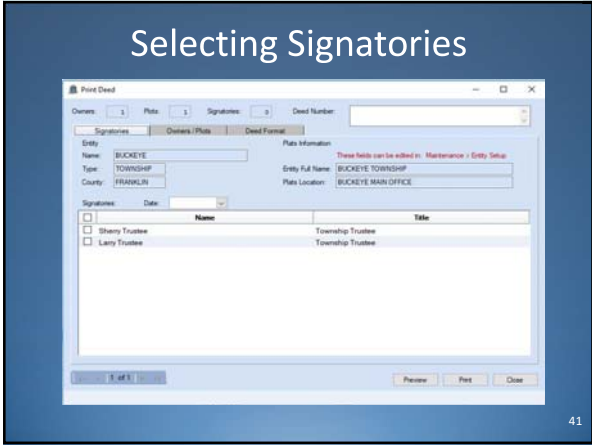 Selecting Signatories
Print Deed
Owners: 1 Plots: 1 Signatories: 0 Deed Number:
Signatories Owners / Plots Deed Format
Entity Plats Information
Name: BUCKEYE These fields can be edited in: Maintenance > Entity Setup
Type: TOWNSHIP Entity Full Name: BUCKEYE TOWNSHIP
County: FRANKLIN Plats Location: BUCKEYE MAIN OFFICE
Signatories: Date:
Name Title
Sherry Trustee Township Trustee
Larry Trustee Township Trustee
1 of 1 Preview Print Close
41